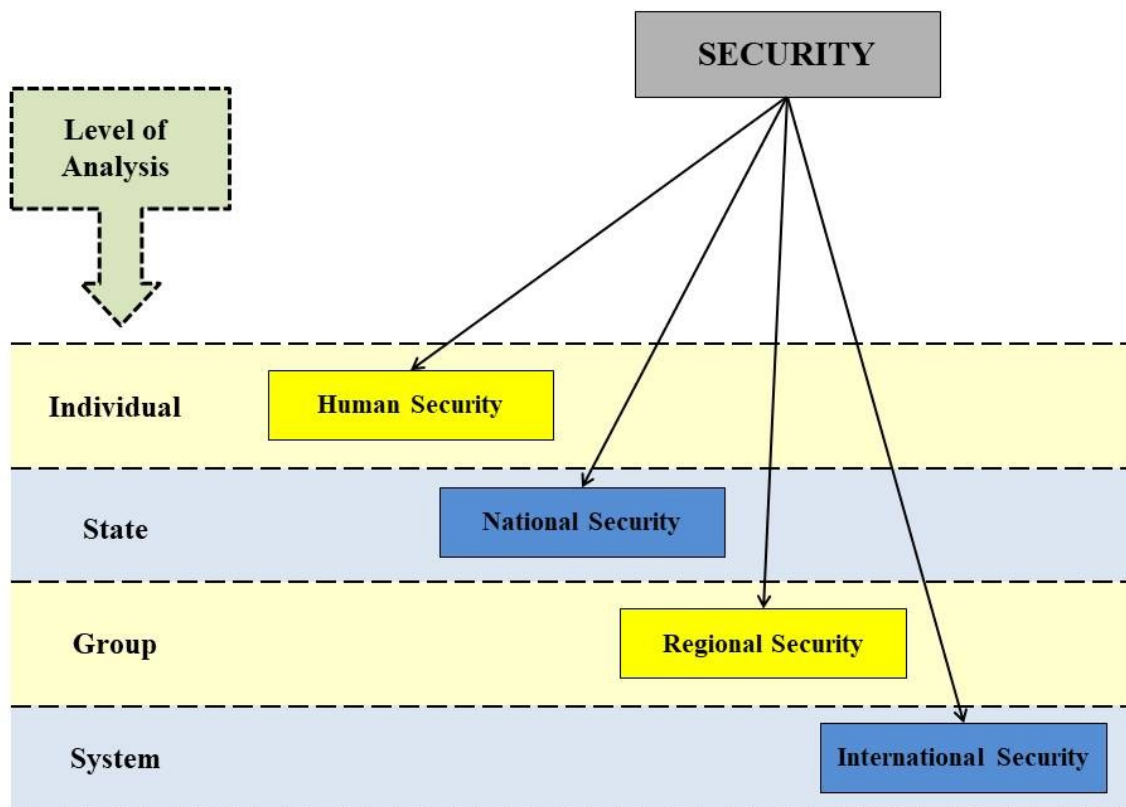 SECURITY
Level of
Analysis
Individual
Human Security
State
National Security
Group
Regional Security
System
International Security